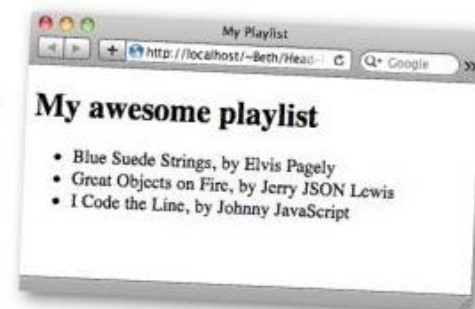 My Playlist
http://localhost/~Beth/Head-
Google
My awesome playlist
• Blue Suede Strings, by Elvis Pagely
• Great Objects on Fire, by Jerry JSON Lewis
• I Code the Line, by Johnny JavaScript